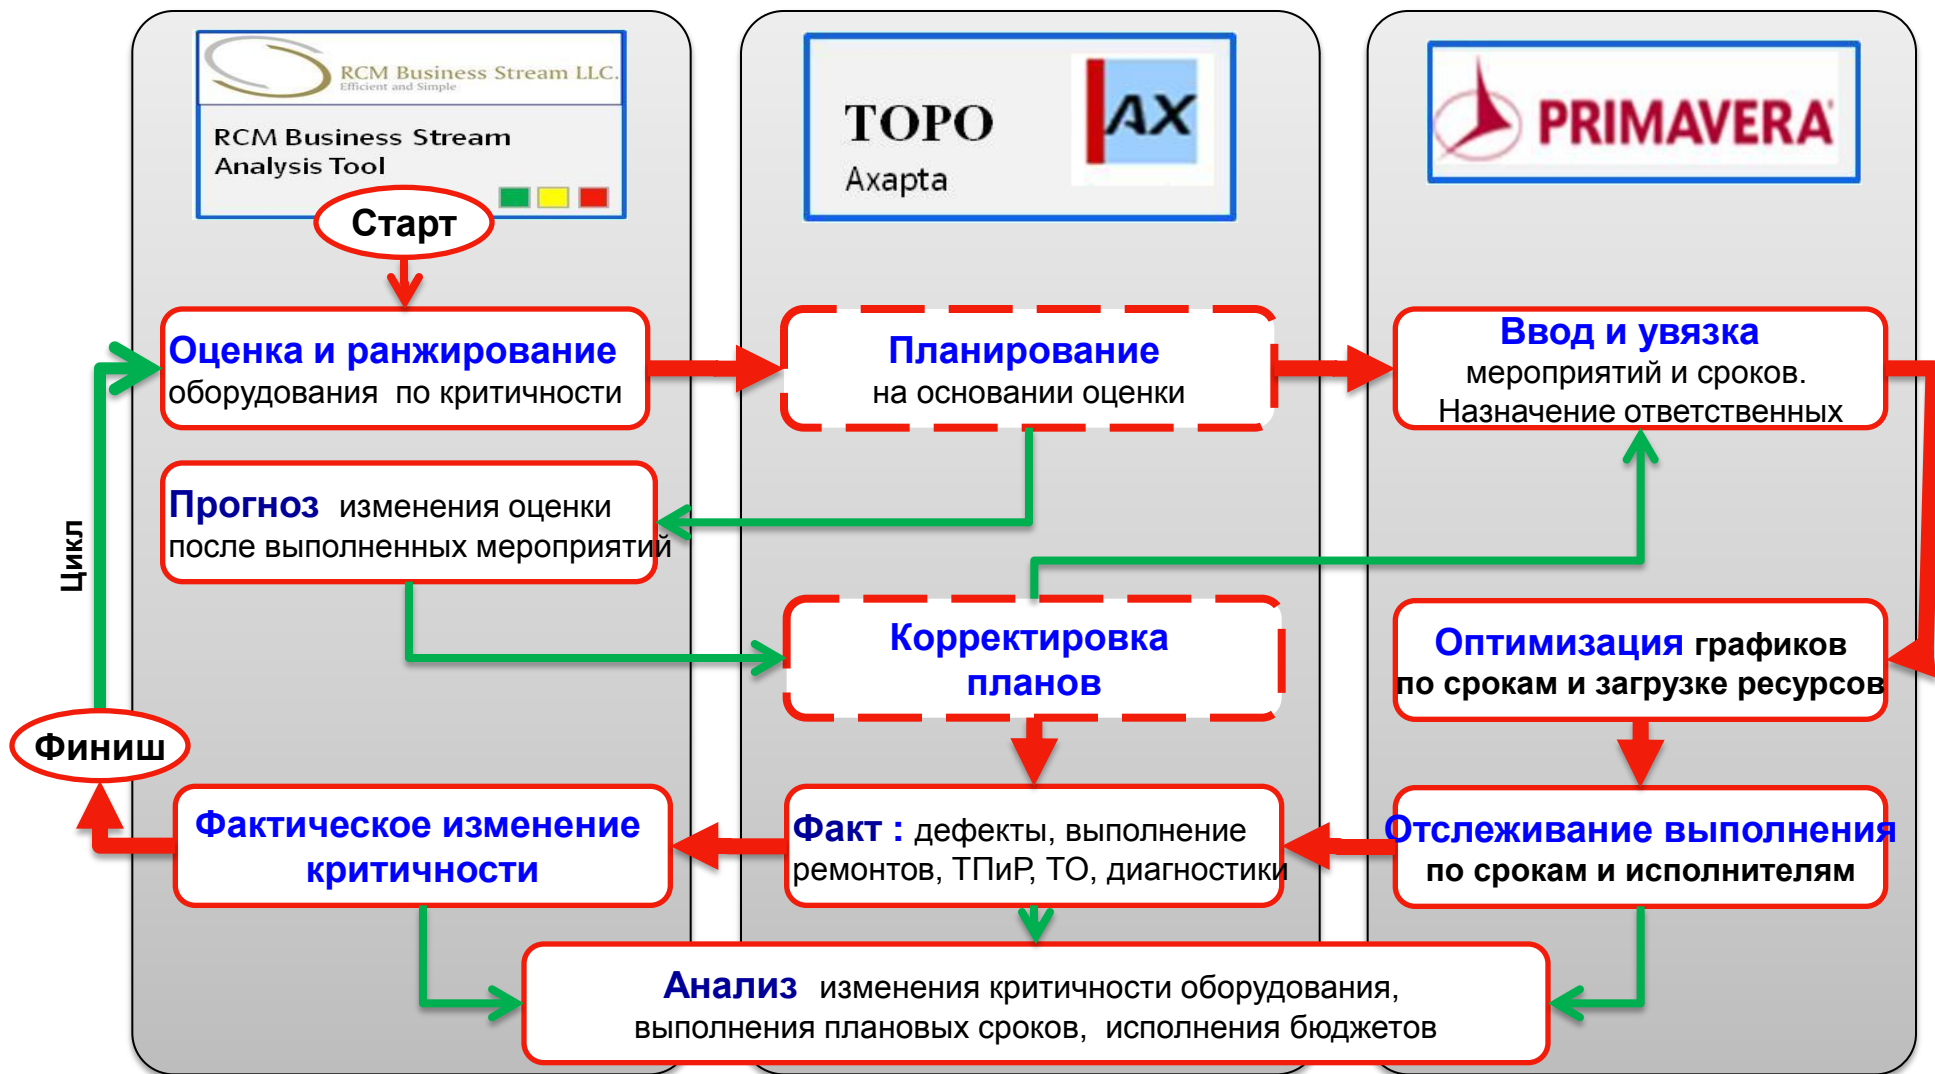 RCM Business Stream LLC.
Efficient and Simple
RCM Business Stream
Analysis Tool
ТОРО
Axapta
AX
PRIMAVERA
Старт
Оценка и ранжирование
оборудования по критичности
Планирование
на основании оценки
Ввод и увязка
мероприятий и сроков.
Назначение ответственных
Прогноз изменения оценки
после выполненных мероприятий
Цикл
Корректировка
планов
Оптимизация графиков
по срокам и загрузке ресурсов
Финиш
Фактическое изменение
критичности
Факт : дефекты, выполнение
ремонтов, ТПиР, ТО, диагностики
Отслеживание выполнения
по срокам и исполнителям
Анализ изменения критичности оборудования,
выполнения плановых сроков, исполнения бюджетов